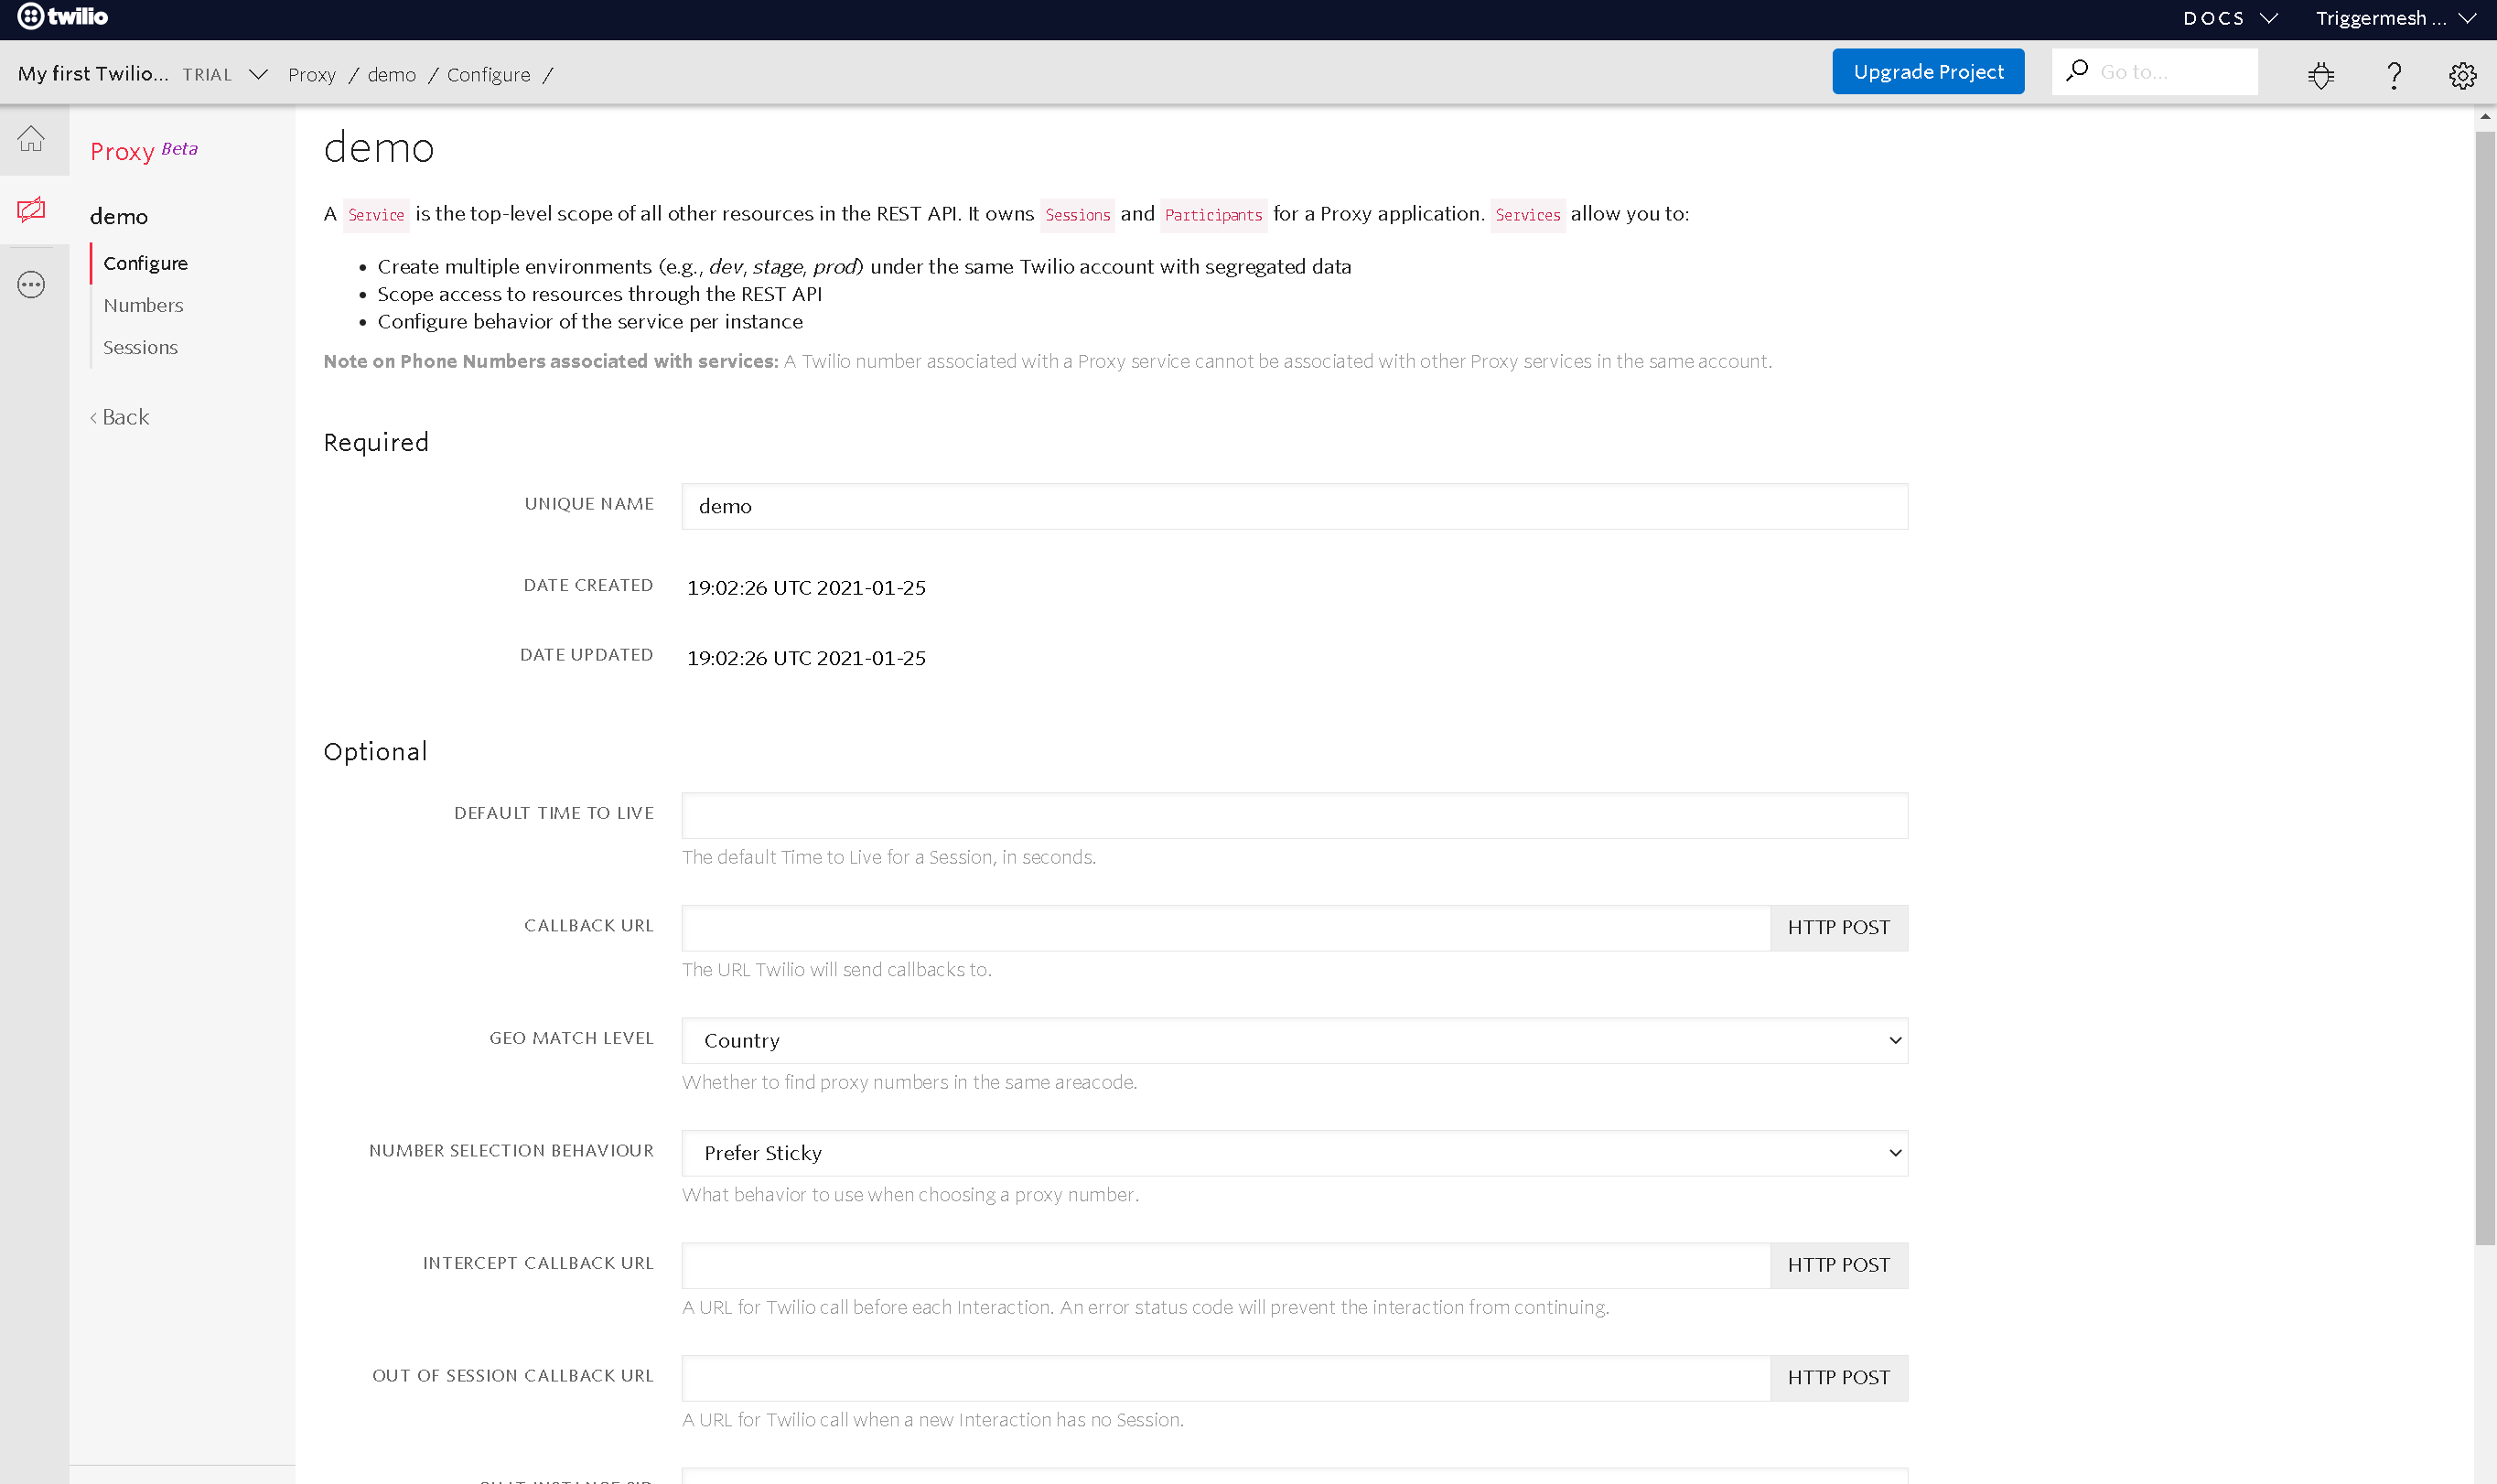 twilio
DOCS
Triggermesh ...
My first Twilio... TRIAL
Proxy / demo / Configure /
Upgrade Project
Go to...
Proxy Beta
demo
Configure
Numbers
Sessions
‹ Back
demo
A Service is the top-level scope of all other resources in the REST API. It owns Sessions and Participants for a Proxy application. Services allow you to:
• Create multiple environments (e.g., dev, stage, prod) under the same Twilio account with segregated data
• Scope access to resources through the REST API
• Configure behavior of the service per instance
Note on Phone Numbers associated with services: A Twilio number associated with a Proxy service cannot be associated with other Proxy services in the same account.
Required
UNIQUE NAME
demo
DATE CREATED
19:02:26 UTC 2021-01-25
DATE UPDATED
19:02:26 UTC 2021-01-25
Optional
DEFAULT TIME TO LIVE
The default Time to Live for a Session, in seconds.
CALLBACK URL
HTTP POST
The URL Twilio will send callbacks to.
GEO MATCH LEVEL
Country
Whether to find proxy numbers in the same areacode.
NUMBER SELECTION BEHAVIOUR
Prefer Sticky
What behavior to use when choosing a proxy number.
INTERCEPT CALLBACK URL
HTTP POST
A URL for Twilio call before each Interaction. An error status code will prevent the interaction from continuing.
OUT OF SESSION CALLBACK URL
HTTP POST
A URL for Twilio call when a new Interaction has no Session.